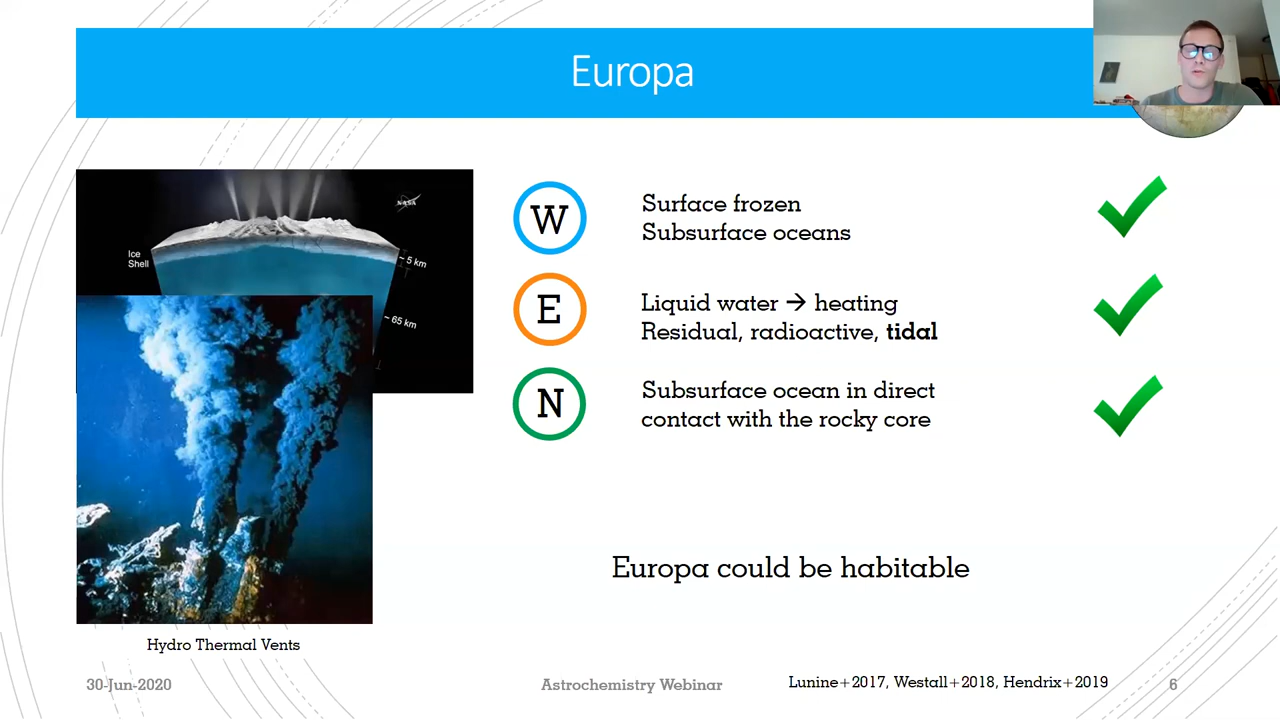 Europa
NASA
Ice
Shell
~ 5 km
~ 65 km
W
Surface frozen
Subsurface oceans
E
Liquid water → heating
Residual, radioactive, tidal
N
Subsurface ocean in direct
contact with the rocky core
Europa could be habitable
Hydro Thermal Vents
30-Jun-2020
Astrochemistry Webinar
Lunine+2017, Westall+2018, Hendrix+2019
6